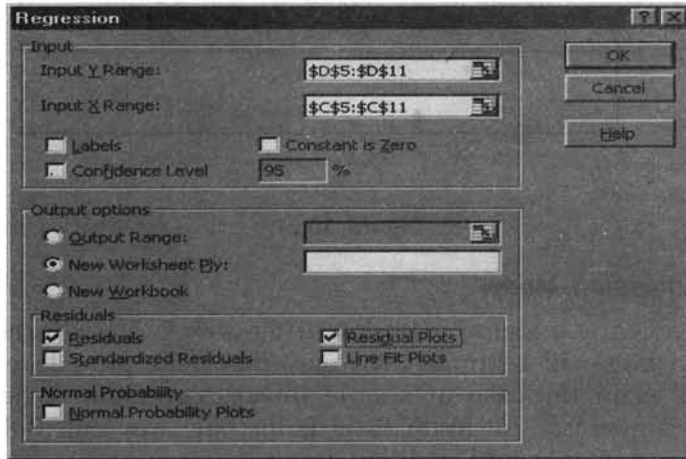 Regression
Input
Input Y Range: $D$5:$D$11
Input X Range: $C$5:$C$11
Labels Constant is Zero
Confidence Level 95 %
OK
Cancel
Help
Output options
Output Range:
New Worksheet Ply:
New Workbook
Residuals
Residuals Residual Plots
Standardized Residuals Line Fit Plots
Normal Probability
Normal Probability Plots